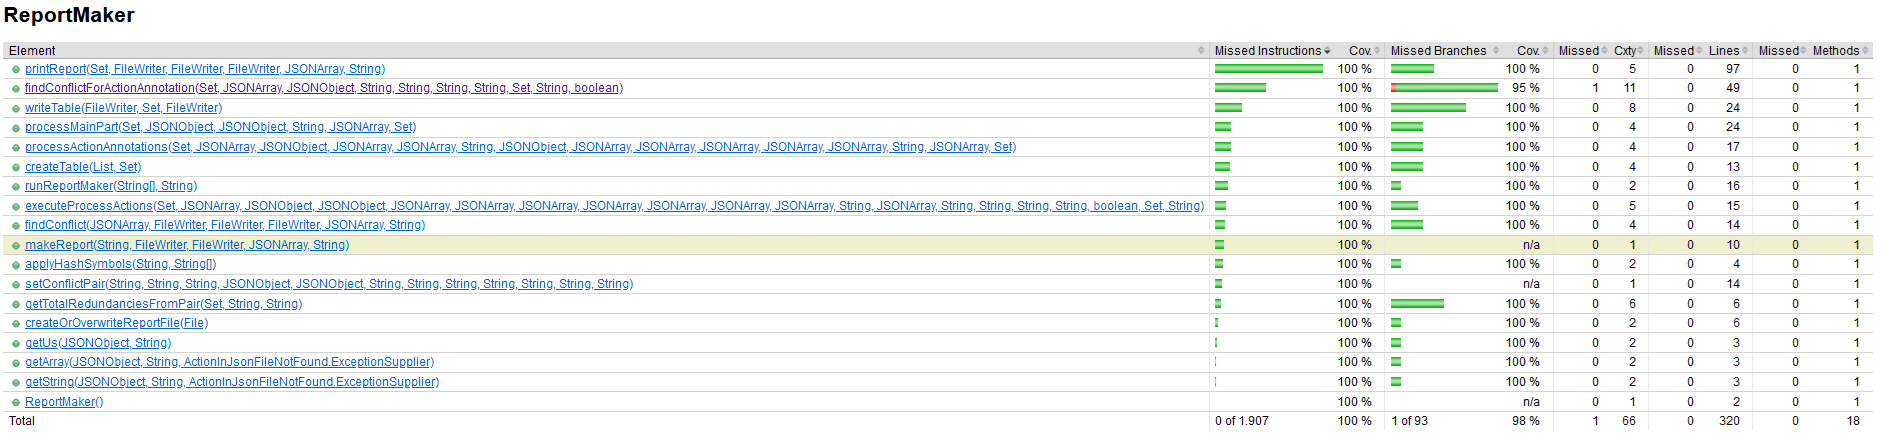 ReportMaker
Element Missed Instructions Cov. Missed Branches Cov. Missed Cxty Missed Lines Missed Methods
printReport(Set, FileWriter, FileWriter, FileWriter, JSONArray, String) 100 % 100 % 0 5 0 97 0 1
findConflictForActionAnnotation(Set, JSONArray, JSONObject, String, String, String, String, Set, String, boolean) 100 % 95 % 1 11 0 49 0 1
writeTable(FileWriter, Set, FileWriter) 100 % 100 % 0 8 0 24 0 1
processMainPart(Set, JSONObject, JSONObject, String, JSONArray, Set) 100 % 100 % 0 4 0 24 0 1
processActionAnnotations(Set, JSONArray, JSONObject, JSONArray, JSONArray, String, JSONObject, JSONArray, JSONArray, JSONArray, JSONArray, JSONArray, String, JSONArray, Set) 100 % 100 % 0 4 0 17 0 1
createTable(List, Set) 100 % 100 % 0 4 0 13 0 1
runReportMaker(String[], String) 100 % 100 % 0 2 0 16 0 1
executeProcessActions(Set, JSONArray, JSONObject, JSONObject, JSONArray, JSONArray, JSONArray, JSONArray, JSONArray, JSONArray, JSONArray, String, JSONArray, String, String, String, String, boolean, Set, String) 100 % 100 % 0 5 0 15 0 1
findConflict(JSONArray, FileWriter, FileWriter, FileWriter, JSONArray, String) 100 % 100 % 0 4 0 14 0 1
makeReport(String, FileWriter, FileWriter, JSONArray, String) 100 % n/a 0 1 0 10 0 1
applyHashSymbols(String, String[]) 100 % 100 % 0 2 0 4 0 1
setConflictPair(String, String, String, JSONObject, JSONObject, String, String, String, String, String, String, String) 100 % n/a 0 1 0 14 0 1
getTotalRedundanciesFromPair(Set, String, String) 100 % 100 % 0 6 0 6 0 1
createOrOverwriteReportFile(File) 100 % 100 % 0 2 0 6 0 1
getUs(JSONObject, String) 100 % 100 % 0 2 0 3 0 1
getArray(JSONObject, String, ActionInJsonFileNotFound.ExceptionSupplier) 100 % 100 % 0 2 0 3 0 1
getString(JSONObject, String, ActionInJsonFileNotFound.ExceptionSupplier) 100 % 100 % 0 2 0 3 0 1
ReportMaker() 100 % n/a 0 1 0 2 0 1
Total 0 of 1.907 100 % 1 of 93 98 % 1 66 0 320 0 18